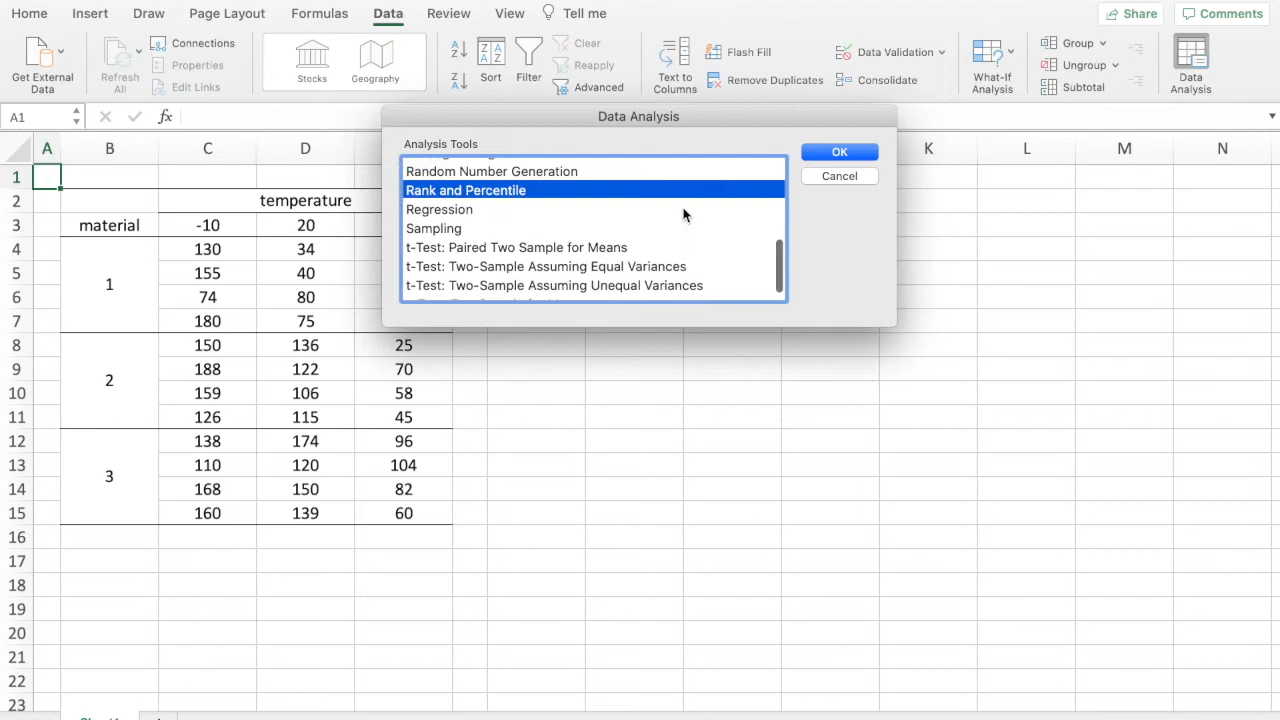 Home Insert Draw Page Layout Formulas Data Review View Tell me Share Comments
Get External Data
Refresh All
Connections
Properties
Edit Links
Stocks
Geography
Sort
Filter
Clear
Reapply
Advanced
Text to Columns
Flash Fill
Remove Duplicates
Data Validation
Consolidate
What-If Analysis
Group
Ungroup
Subtotal
Data Analysis
A1 fx
Data Analysis
Analysis Tools
Random Number Generation
Rank and Percentile
Regression
Sampling
t-Test: Paired Two Sample for Means
t-Test: Two-Sample Assuming Equal Variances
t-Test: Two-Sample Assuming Unequal Variances
OK
Cancel
A B C D K L M N
1
2 temperature
3 material -10 20
4 130 34
1
5 155 40
6 74 80
7 180 75
8 150 136 25
9 188 122 70
2
10 159 106 58
11 126 115 45
12 138 174 96
13 110 120 104
3
14 168 150 82
15 160 139 60
16
17
18
19
20
21
22
23